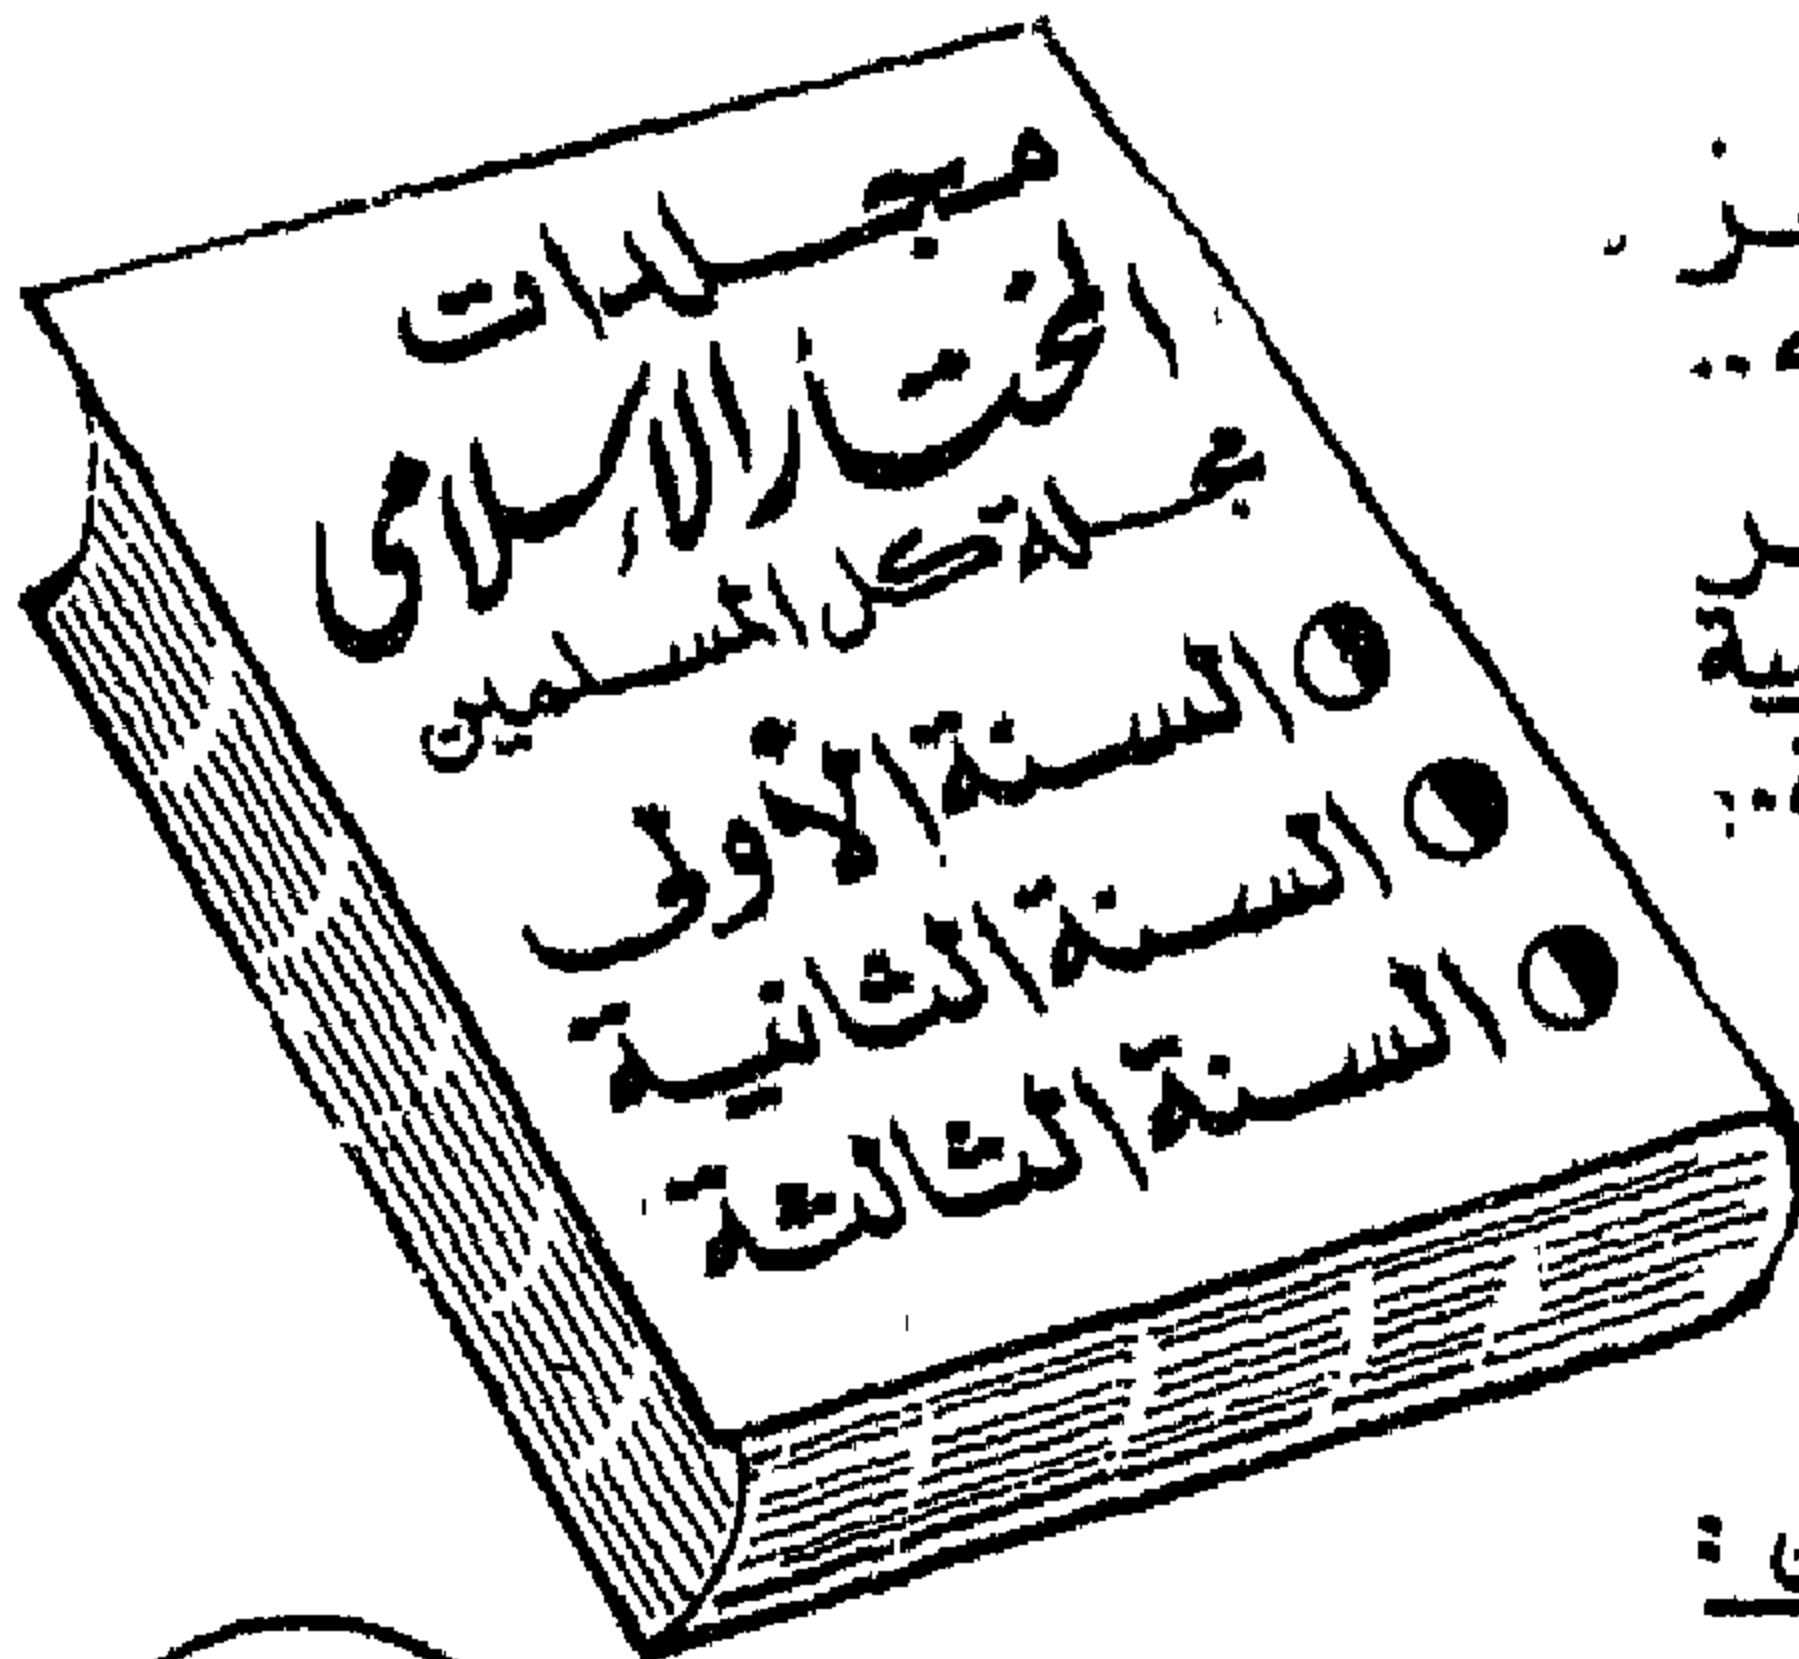 مجلدات
المختار الإسلامى
مجلة كل المسلمين
السنة الأولى
السنة الثانية
السنة الثالثة